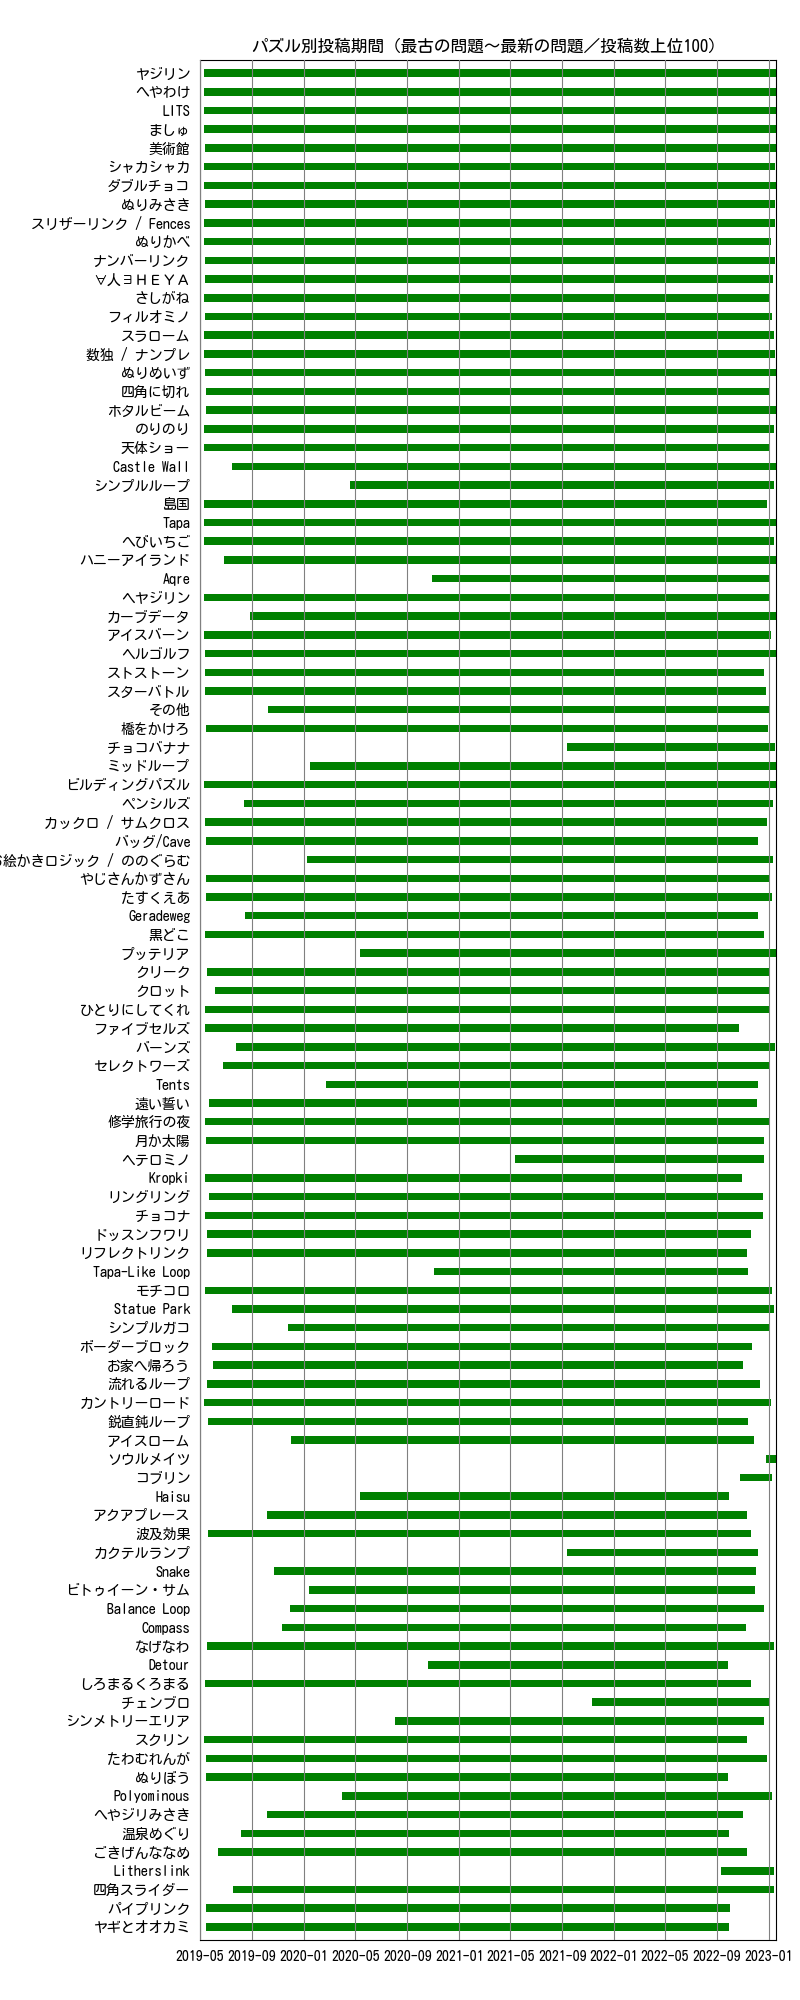 パズル別投稿期間（最古の問題〜最新の問題／投稿数上位100）
ヤジリン
へやわけ
LITS
ましゅ
美術館
シャカシャカ
ダブルチョコ
ぬりみさき
スリザーリンク / Fences
ぬりかべ
ナンバーリンク
∀人∃ＨＥＹＡ
さしがね
フィルオミノ
スラローム
数独 / ナンプレ
ぬりめいず
四角に切れ
ホタルビーム
のりのり
天体ショー
Castle Wall
シンプルループ
島国
Tapa
へびいちご
ハニーアイランド
Aqre
ヘヤジリン
カーブデータ
アイスバーン
ヘルゴルフ
ストストーン
スターバトル
その他
橋をかけろ
チョコバナナ
ミッドループ
ビルディングパズル
ペンシルズ
カックロ / サムクロス
バッグ/Cave
絵かきロジック / ののぐらむ
やじさんかずさん
たすくえあ
Geradeweg
黒どこ
プッテリア
クリーク
クロット
ひとりにしてくれ
ファイブセルズ
バーンズ
セレクトワーズ
Tents
遠い誓い
修学旅行の夜
月か太陽
ヘテロミノ
Kropki
リングリング
チョコナ
ドッスンフワリ
リフレクトリンク
Tapa-Like Loop
モチコロ
Statue Park
シンプルガコ
ボーダーブロック
お家へ帰ろう
流れるループ
カントリーロード
鋭直鈍ループ
アイスローム
ソウルメイツ
コブリン
Haisu
アクアプレース
波及効果
カクテルランプ
Snake
ビトゥイーン・サム
Balance Loop
Compass
なげなわ
Detour
しろまるくろまる
チェンブロ
シンメトリーエリア
スクリン
たわむれんが
ぬりぼう
Polyominous
へやジリみさき
温泉めぐり
ごきげんななめ
Litherslink
四角スライダー
パイプリンク
ヤギとオオカミ
2019-05 2019-09 2020-01 2020-05 2020-09 2021-01 2021-05 2021-09 2022-01 2022-05 2022-09 2023-01